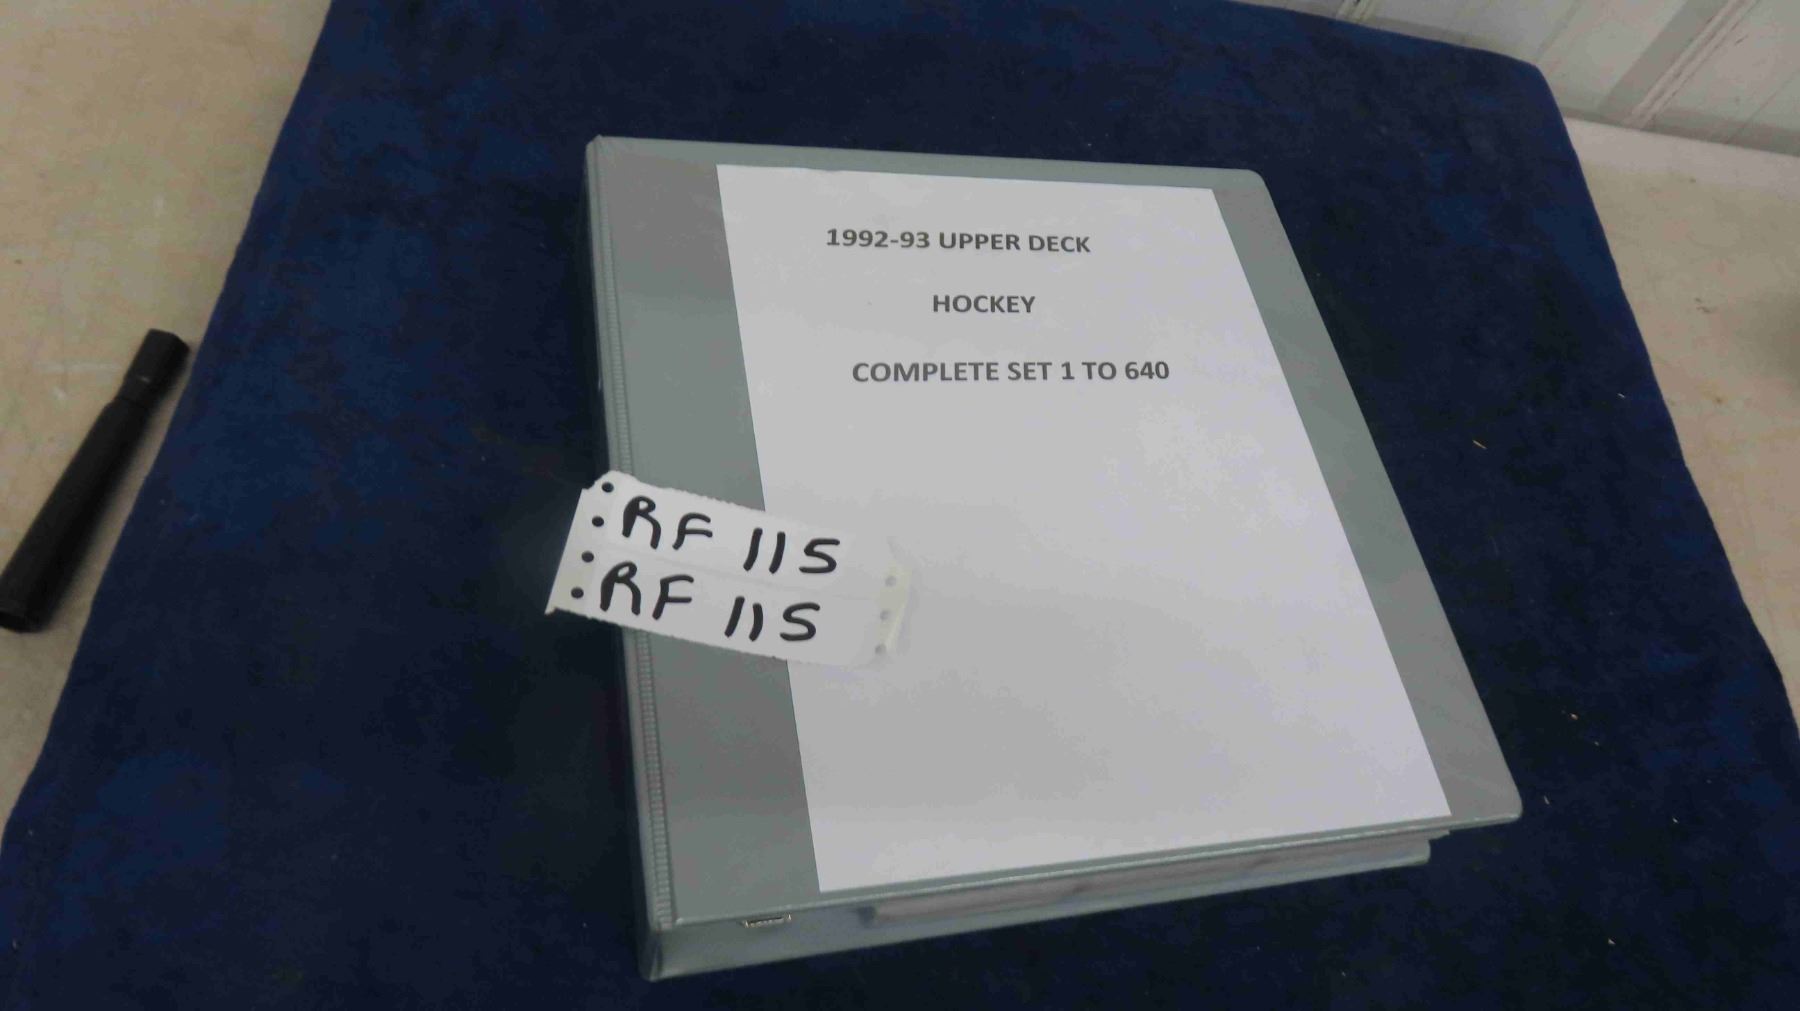 1992-93 UPPER DECK
HOCKEY
COMPLETE SET 1 TO 640
RF 115
RF 115